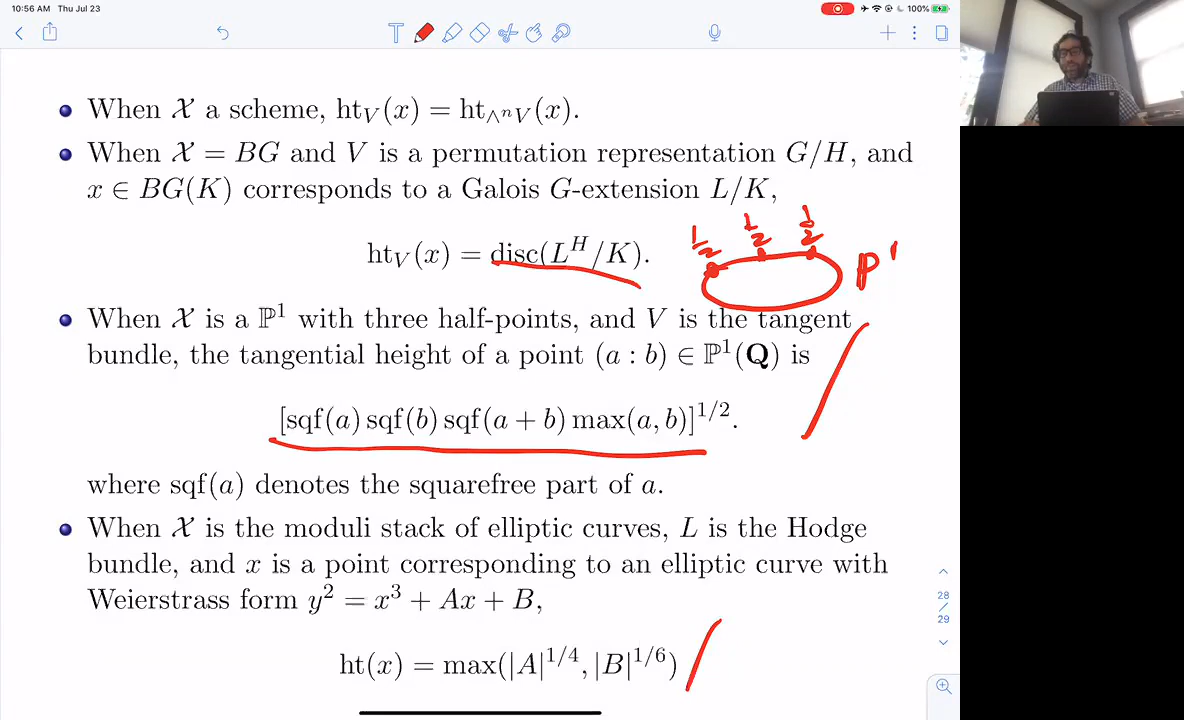 10:56 AM Thu Jul 23
100%
When 𝒳 a scheme, ht_V(x) = ht_{∧ⁿV}(x).
When 𝒳 = BG and V is a permutation representation G/H, and
x ∈ BG(K) corresponds to a Galois G-extension L/K,
ht_V(x) = disc(L^H/K).
1/2 1/2 1/2
P¹
When 𝒳 is a ℙ¹ with three half-points, and V is the tangent
bundle, the tangential height of a point (a : b) ∈ ℙ¹(𝐐) is
[sqf(a) sqf(b) sqf(a + b) max(a, b)]^{1/2}.
where sqf(a) denotes the squarefree part of a.
When 𝒳 is the moduli stack of elliptic curves, L is the Hodge
bundle, and x is a point corresponding to an elliptic curve with
Weierstrass form y² = x³ + Ax + B,
ht(x) = max(|A|^{1/4}, |B|^{1/6})
28
/
29